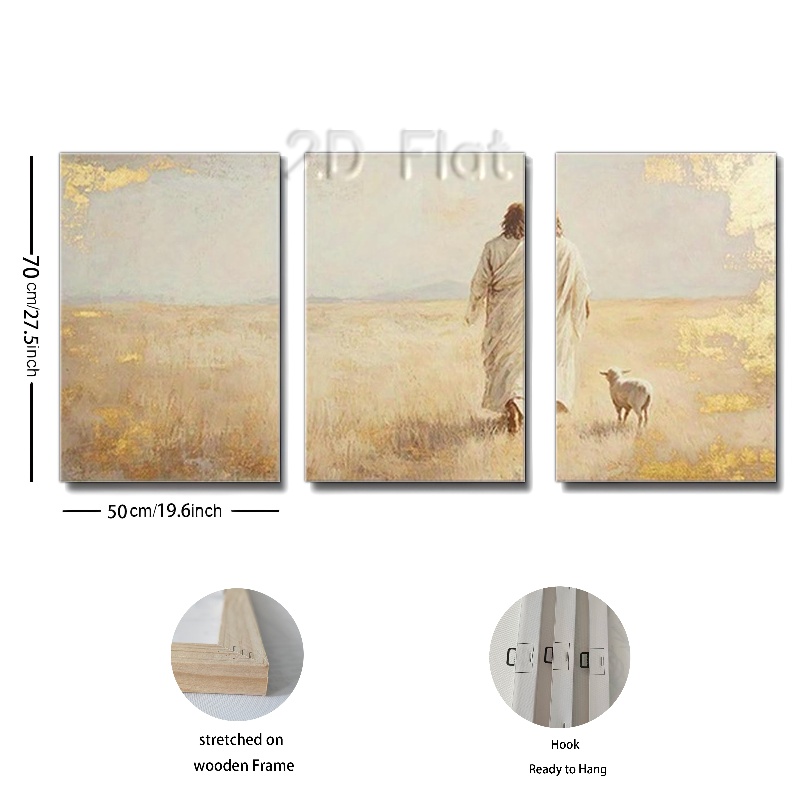 2D Flat
70 cm/27.5inch
50cm/19.6inch
stretched on
wooden Frame
Hook
Ready to Hang